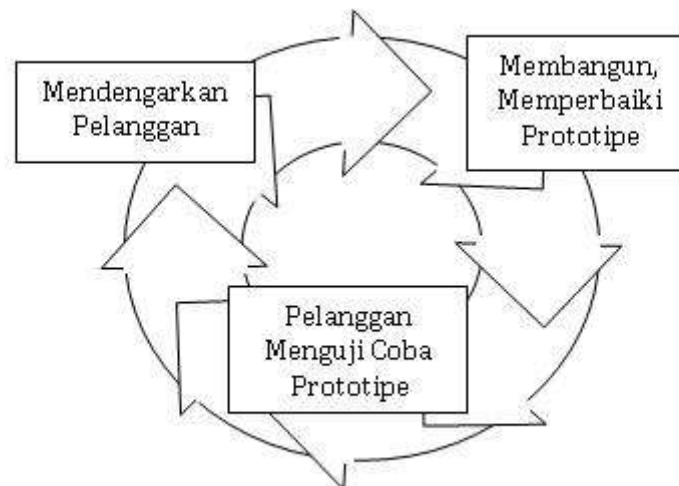 Mendengarkan
Pelanggan
Membangun,
Memperbaiki
Prototipe
Pelanggan
Menguji Coba
Prototipe